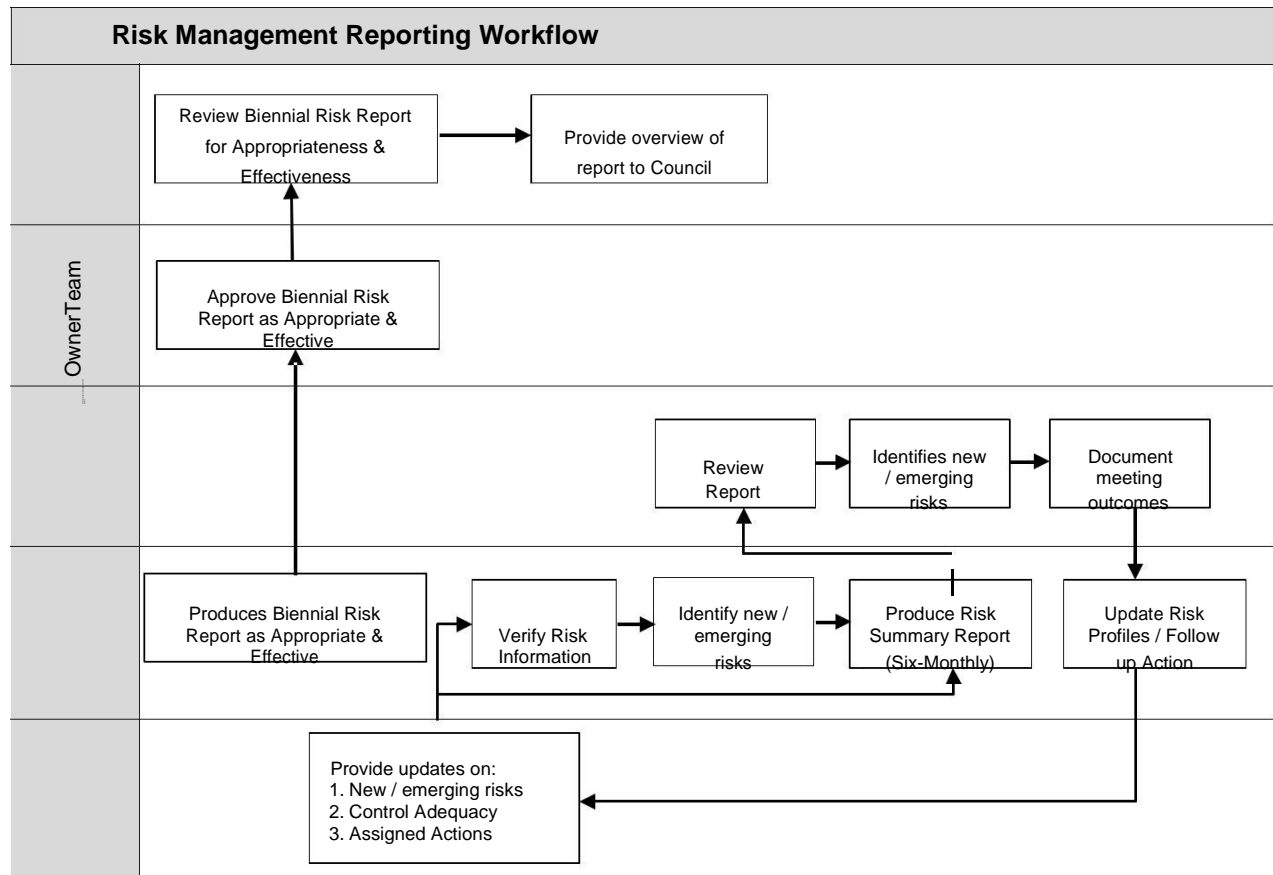 Risk Management Reporting Workflow
Review Biennial Risk Report
for Appropriateness &
Effectiveness
Provide overview of
report to Council
OwnerTeam
Approve Biennial Risk
Report as Appropriate &
Effective
Review
Report
Identifies new
/ emerging
risks
Document
meeting
outcomes
Produces Biennial Risk
Report as Appropriate &
Effective
Verify Risk
Information
Identify new /
emerging
risks
Produce Risk
Summary Report
(Six-Monthly)
Update Risk
Profiles / Follow
up Action
Provide updates on:
1. New / emerging risks
2. Control Adequacy
3. Assigned Actions